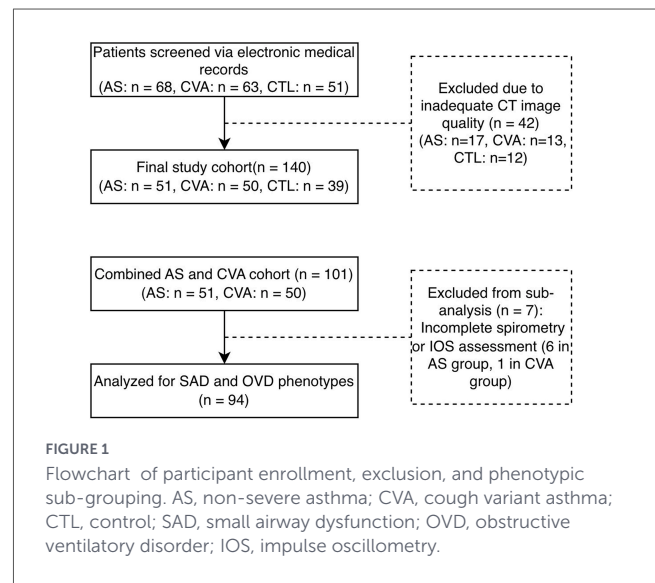 Patients screened via electronic medical
records
(AS: n = 68, CVA: n = 63, CTL: n = 51)
Excluded due to
inadequate CT image
quality (n = 42)
(AS: n=17, CVA: n=13,
CTL: n=12)
Final study cohort(n = 140)
(AS: n = 51, CVA: n = 50, CTL: n = 39)
Combined AS and CVA cohort (n = 101)
(AS: n = 51, CVA: n = 50)
Excluded from sub-
analysis (n = 7):
Incomplete spirometry
or IOS assessment (6 in
AS group, 1 in CVA
group)
Analyzed for SAD and OVD phenotypes
(n = 94)
FIGURE 1
Flowchart of participant enrollment, exclusion, and phenotypic
sub-grouping. AS, non-severe asthma; CVA, cough variant asthma;
CTL, control; SAD, small airway dysfunction; OVD, obstructive
ventilatory disorder; IOS, impulse oscillometry.